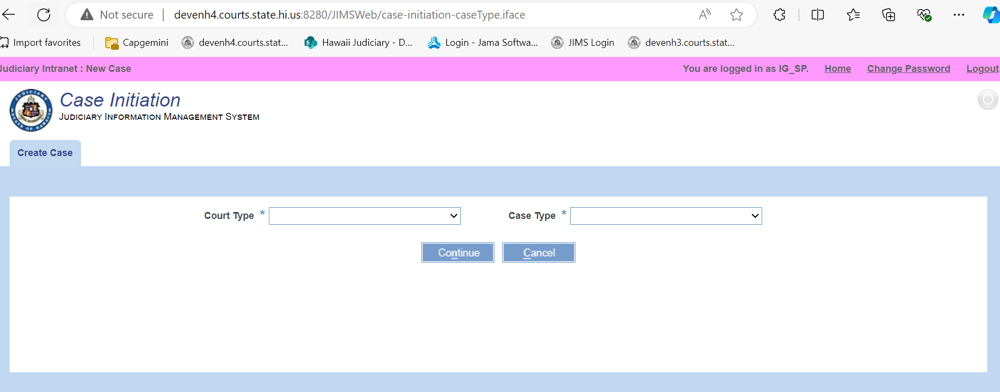 Not secure devenh4.courts.state.hi.us:8280/JIMSWeb/case-initiation-caseType.iface
Import favorites Capgemini devenh4.courts.stat... Hawaii Judiciary - D... Login - Jama Softwa... JIMS Login devenh3.courts.stat...
Judiciary Intranet : New Case You are logged in as IG_SP. Home Change Password Logout
Case Initiation
JUDICIARY INFORMATION MANAGEMENT SYSTEM
Create Case
Court Type * Case Type *
Continue Cancel